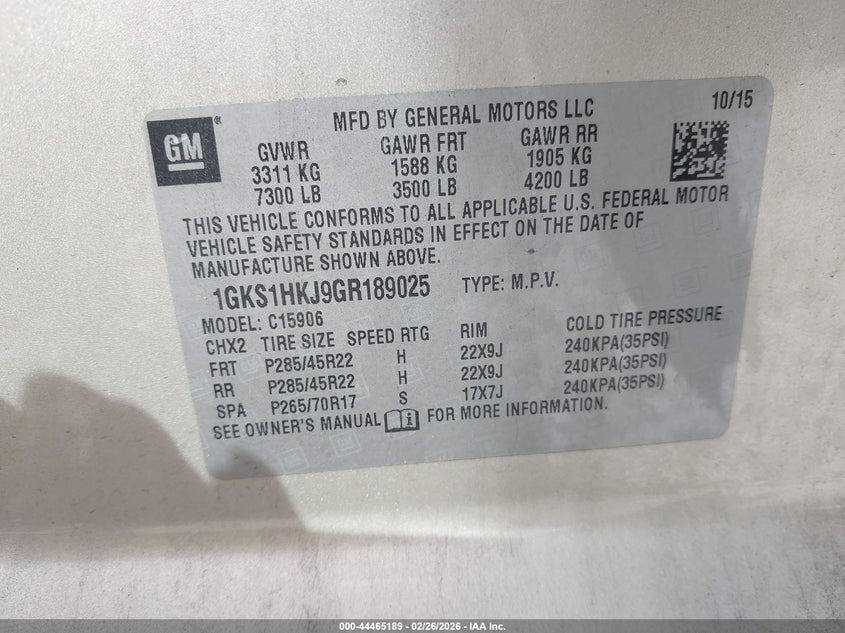 10/15
MFD BY GENERAL MOTORS LLC
GM®
GVWR GAWR FRT GAWR RR
3311 KG 1588 KG 1905 KG
7300 LB 3500 LB 4200 LB
THIS VEHICLE CONFORMS TO ALL APPLICABLE U.S. FEDERAL MOTOR
VEHICLE SAFETY STANDARDS IN EFFECT ON THE DATE OF
MANUFACTURE SHOWN ABOVE.
1GKS1HKJ9GR189025 TYPE: M.P.V.
MODEL: C15906
CHX2 TIRE SIZE SPEED RTG RIM COLD TIRE PRESSURE
FRT P285/45R22 H 22X9J 240KPA(35PSI)
RR P285/45R22 H 22X9J 240KPA(35PSI)
SPA P265/70R17 S 17X7J 240KPA(35PSI)
SEE OWNER'S MANUAL FOR MORE INFORMATION.
000-44465189 - 02/26/2026 - IAA Inc.